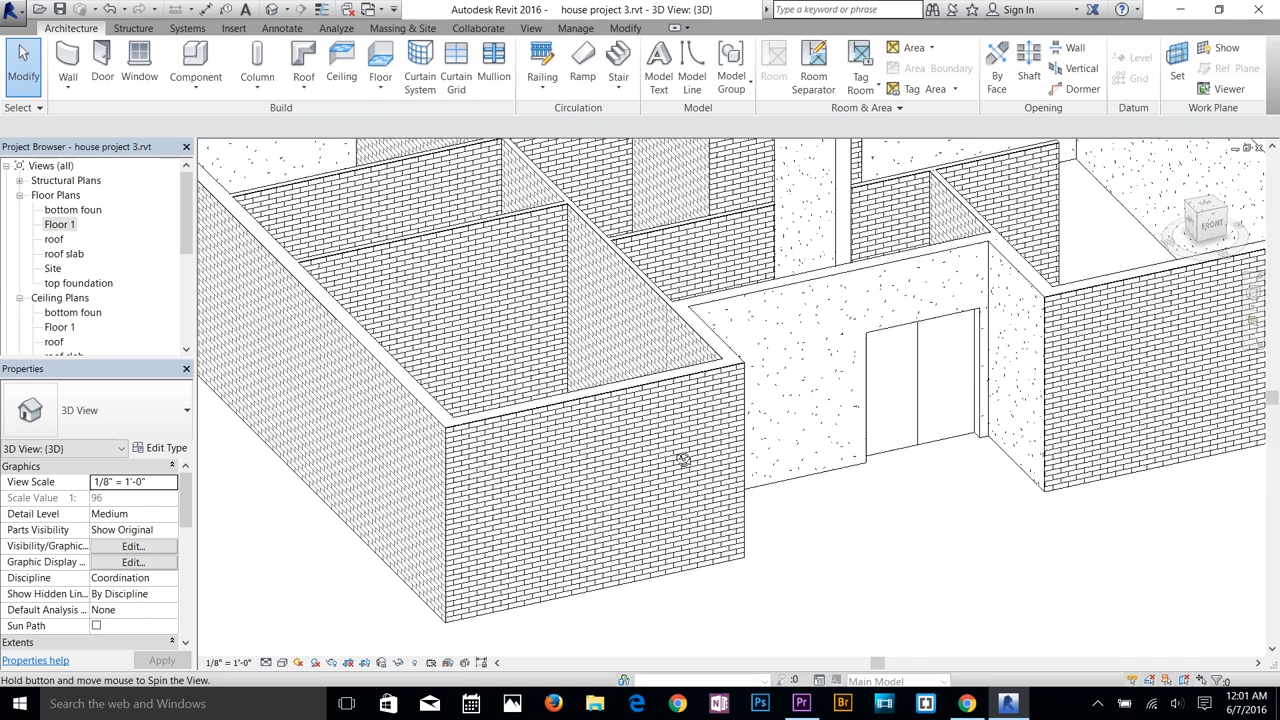 Autodesk Revit 2016 - house project 3.rvt - 3D View: {3D}
Type a keyword or phrase
Sign In
Architecture Structure Systems Insert Annotate Analyze Massing & Site Collaborate View Manage Modify
Modify Wall Door Window Component Column Roof Ceiling Floor Curtain System Curtain Grid Mullion Railing Ramp Stair Model Text Model Line Model Group Room Room Separator Tag Room
Area
Area Boundary
Tag Area
By Face Shaft
Wall
Vertical
Dormer
Level
Grid
Set
Show
Ref Plane
Viewer
Select Build Circulation Model Room & Area Opening Datum Work Plane
Project Browser - house project 3.rvt
Views (all)
Structural Plans
Floor Plans
bottom foun
Floor 1
roof
roof slab
Site
top foundation
Ceiling Plans
bottom foun
Floor 1
roof
Properties
3D View
3D View: {3D}
Edit Type
Graphics
View Scale 1/8" = 1'-0"
Scale Value 1: 96
Detail Level Medium
Parts Visibility Show Original
Visibility/Graphic... Edit...
Graphic Display ... Edit...
Discipline Coordination
Show Hidden Lin... By Discipline
Default Analysis ... None
Sun Path
Extents
Properties help Apply
FRONT
1/8" = 1'-0"
Hold button and move mouse to Spin the View.
:0
Main Model
:0
Search the web and Windows
12:01 AM
6/7/2016